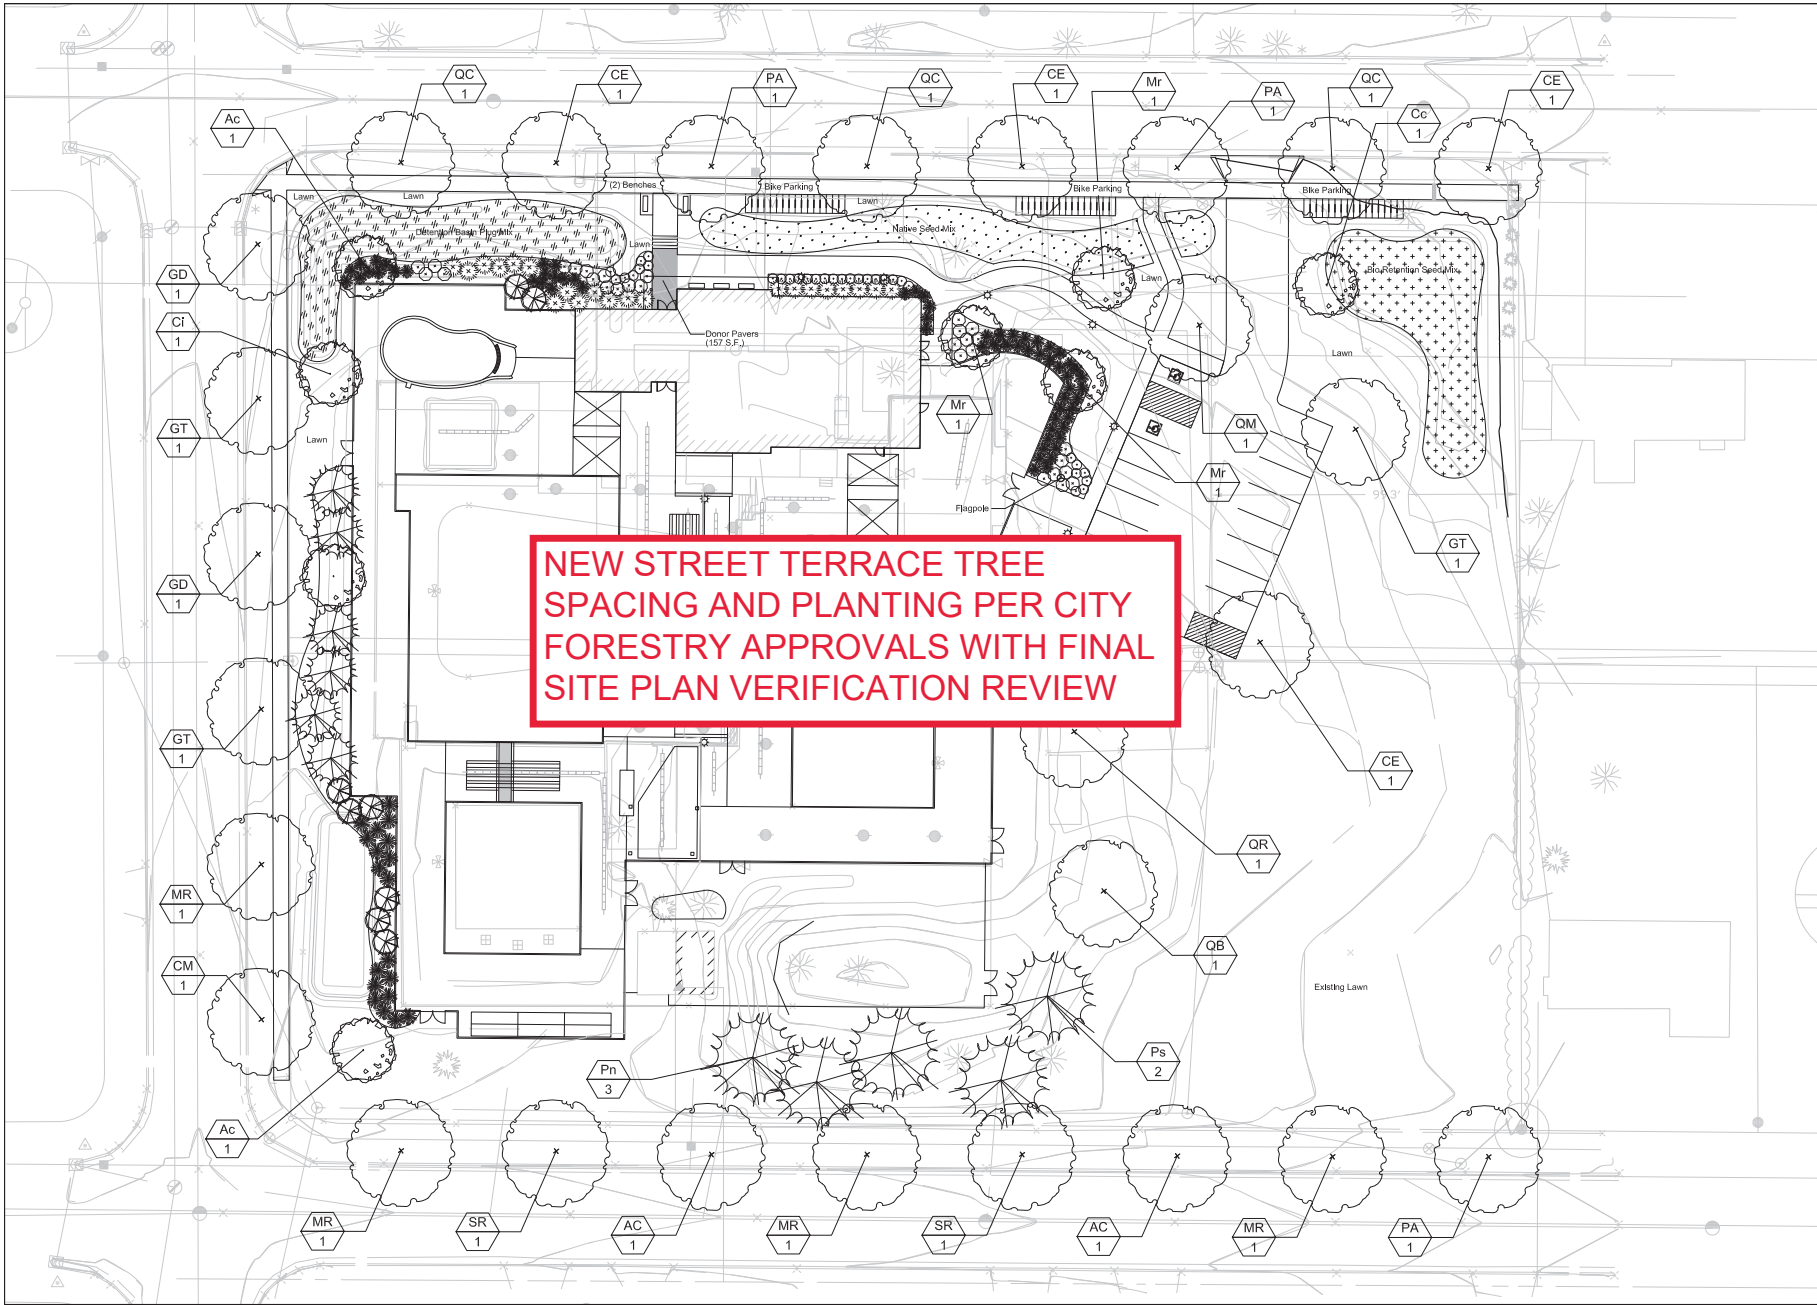 QC
1
CE
1
PA
1
QC
1
CE
1
Mr
1
PA
1
QC
1
CE
1
Ac
1
Cc
1
(2) Benches
Bike Parking
Bike Parking
Bike Parking
Lawn
Lawn
Lawn
Detention Basin Plug Mix
Lawn
Native Seed Mix
Lawn
Bio Retention Seed Mix
GD
1
Ci
1
Donor Pavers
(157 S.F.)
Lawn
Mr
1
QM
1
GT
1
Lawn
Mr
1
993'
Flagpole
GT
1
NEW STREET TERRACE TREE
SPACING AND PLANTING PER CITY
FORESTRY APPROVALS WITH FINAL
SITE PLAN VERIFICATION REVIEW
GD
1
GT
1
CE
1
QR
1
MR
1
QB
1
CM
1
Existing Lawn
Pn
3
Ps
2
Ac
1
MR
1
SR
1
AC
1
MR
1
SR
1
AC
1
MR
1
PA
1